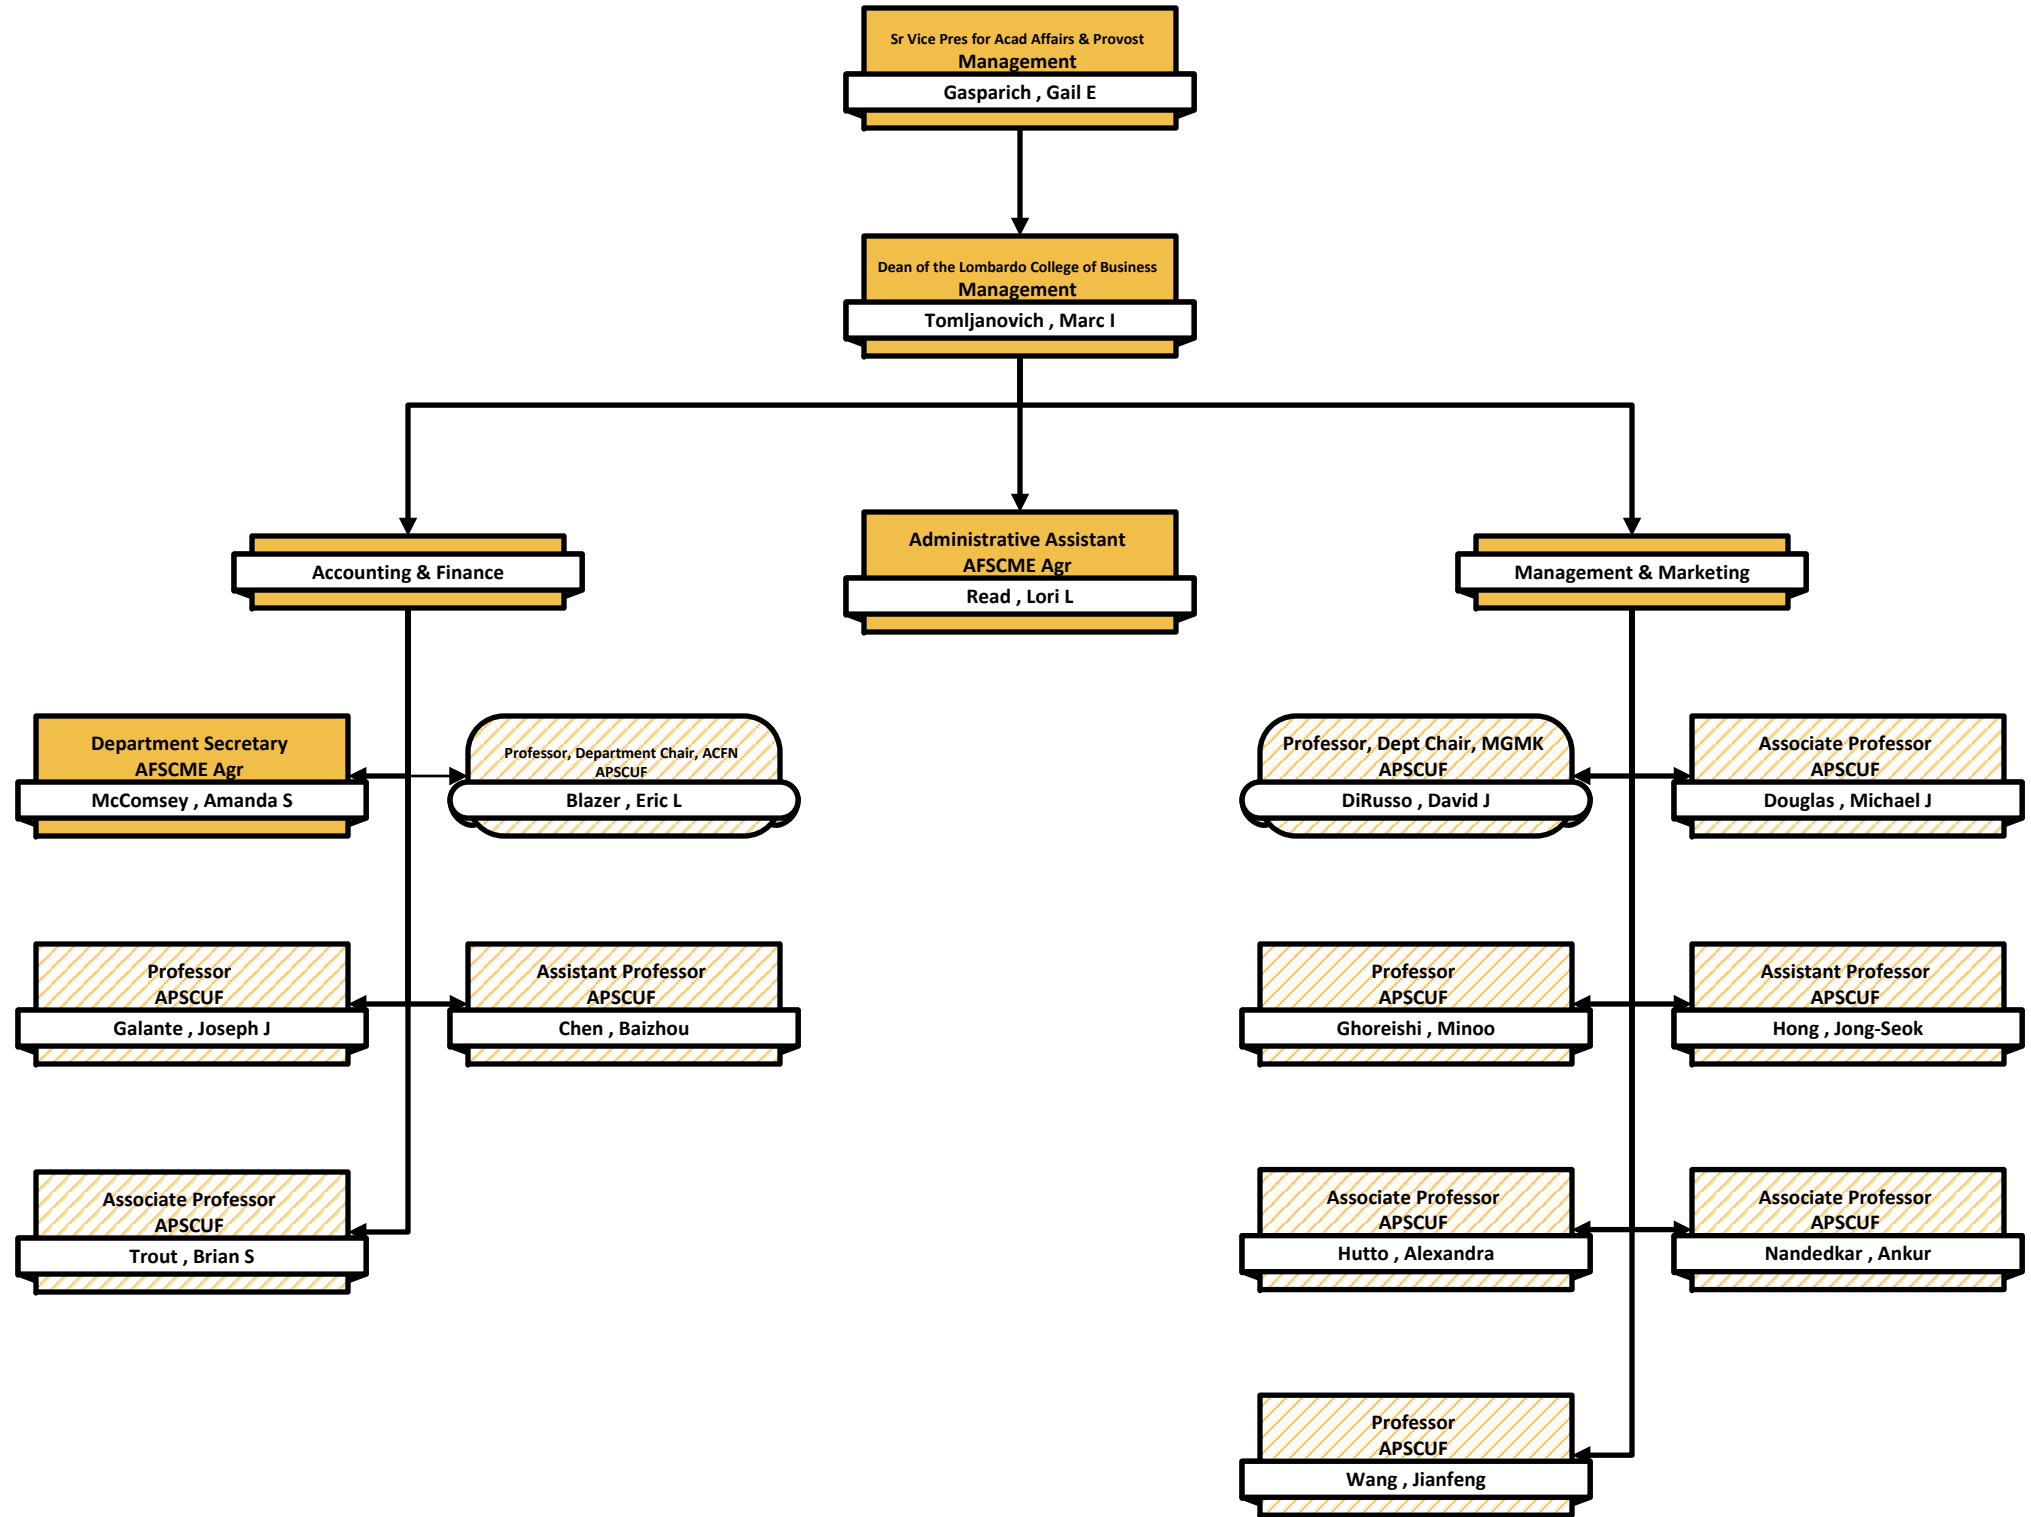 Sr Vice Pres for Acad Affairs & Provost
Management
Gasparich , Gail E
Dean of the Lombardo College of Business
Management
Tomljanovich , Marc I
Accounting & Finance
Administrative Assistant
AFSCME Agr
Read , Lori L
Management & Marketing
Department Secretary
AFSCME Agr
McComsey , Amanda S
Professor, Department Chair, ACFN
APSCUF
Blazer , Eric L
Professor, Dept Chair, MGMK
APSCUF
DiRusso , David J
Associate Professor
APSCUF
Douglas , Michael J
Professor
APSCUF
Galante , Joseph J
Assistant Professor
APSCUF
Chen , Baizhou
Professor
APSCUF
Ghoreishi , Minoo
Assistant Professor
APSCUF
Hong , Jong-Seok
Associate Professor
APSCUF
Trout , Brian S
Associate Professor
APSCUF
Hutto , Alexandra
Associate Professor
APSCUF
Nandedkar , Ankur
Professor
APSCUF
Wang , Jianfeng